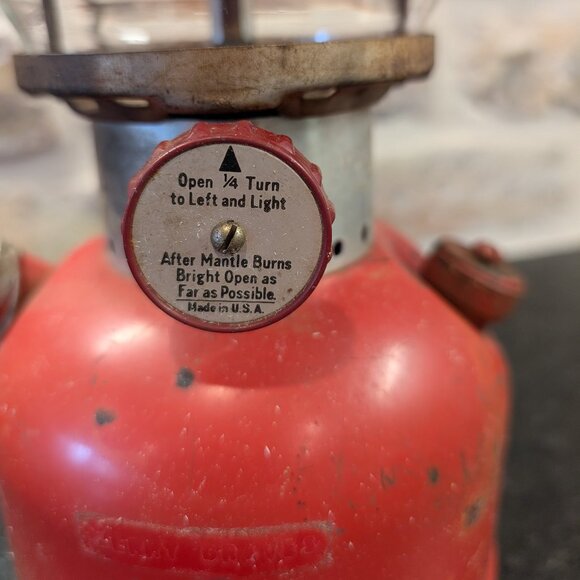 Open ¼ Turn
to Left and Light
After Mantle Burns
Bright Open as
Far as Possible.
Made in U.S.A.